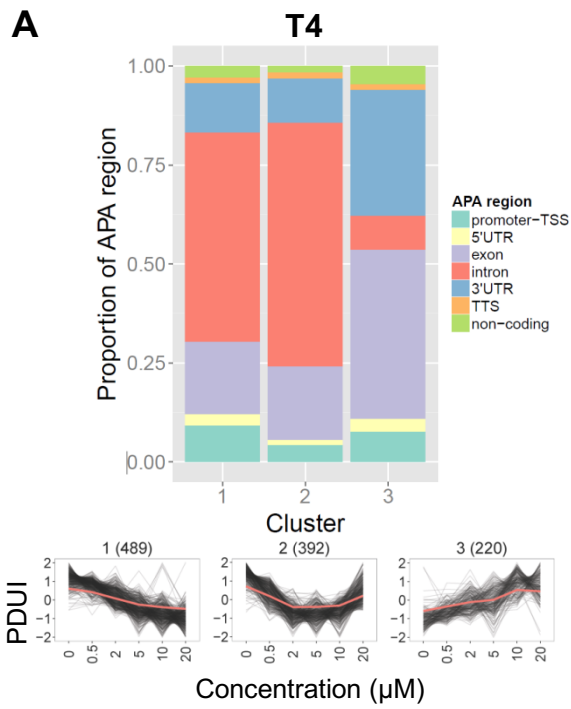 A
T4
Proportion of APA region
1.00
0.75
0.50
0.25
0.00
1 2 3
Cluster
APA region
promoter-TSS
5'UTR
exon
intron
3'UTR
TTS
non-coding
1 (489) 2 (392) 3 (220)
PDUI
2
1
0
-1
-2
0 0.5 2 5 10 20
2
1
0
-1
-2
0 0.5 2 5 10 20
2
1
0
-1
-2
0 0.5 2 5 10 20
Concentration (µM)